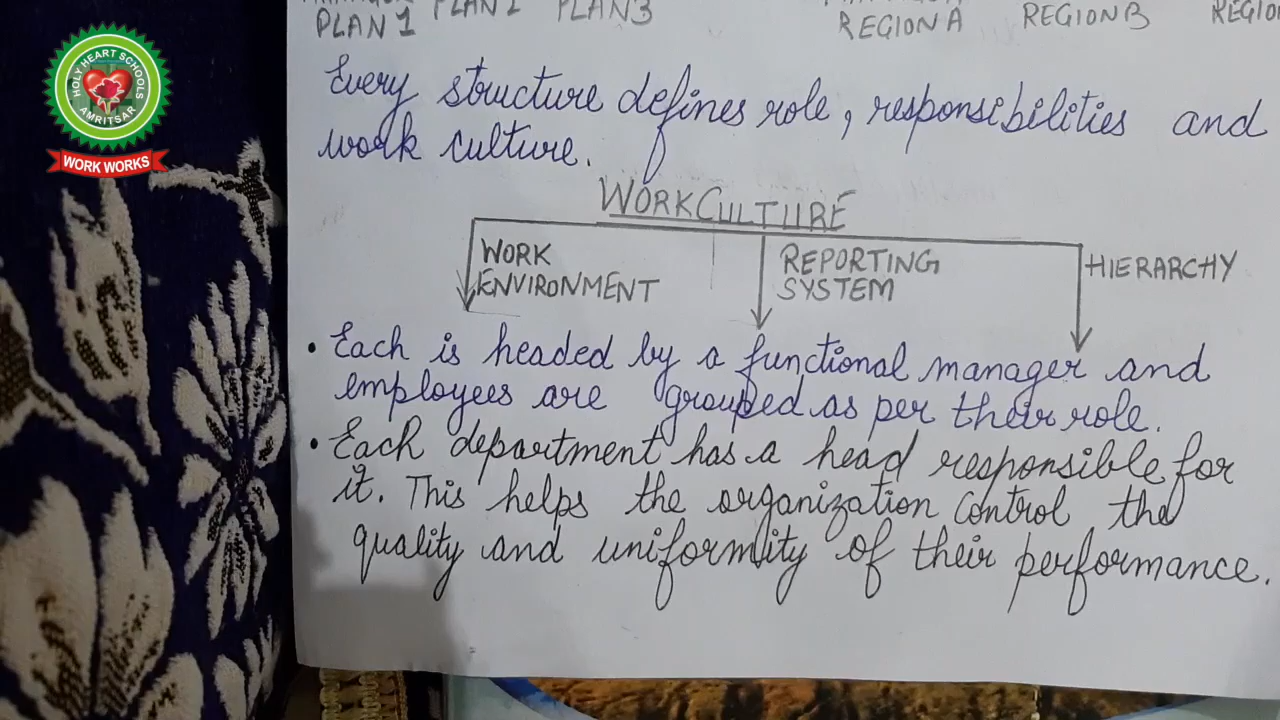 PLAN 1 PLAN 2 PLAN 3
REGION A REGION B REGION
HOLY HEART SCHOOLS
AMRITSAR
WORK WORKS
Every structure defines role, responsibilities and
work culture.
WORK CULTURE
WORK
ENVIRONMENT
REPORTING
SYSTEM
HIERARCHY
• Each is headed by a functional manager and
employees are grouped as per their role.
• Each department has a head responsible for
it. This helps the organization control the
quality and uniformity of their performance.